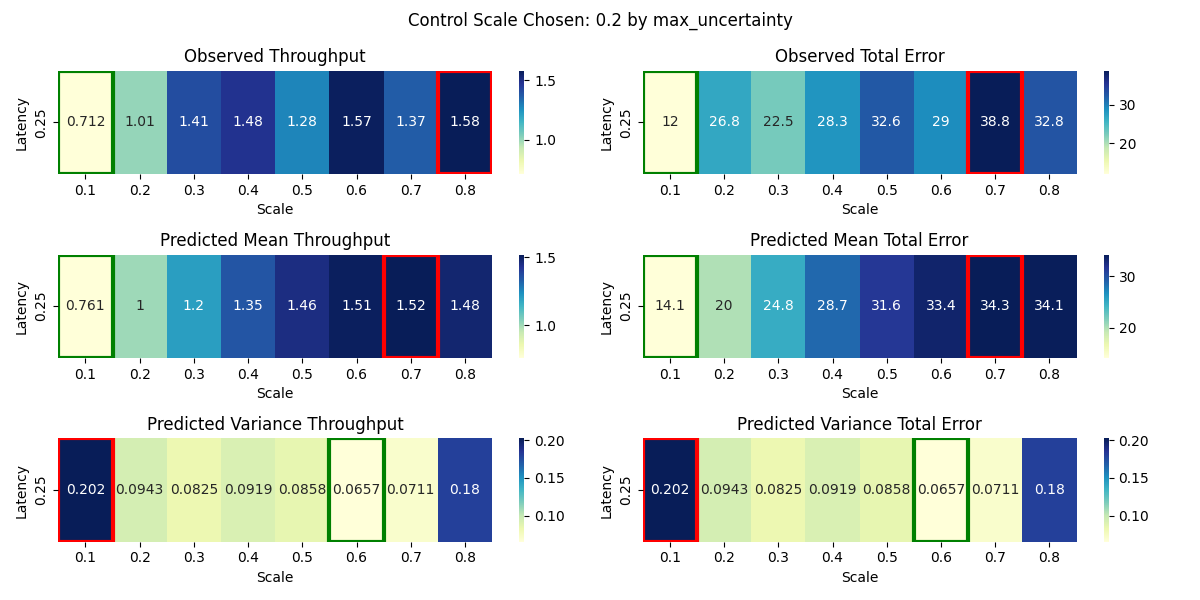 Control Scale Chosen: 0.2 by max_uncertainty
Observed Throughput
Latency
0.25
0.712 1.01 1.41 1.48 1.28 1.57 1.37 1.58
0.1 0.2 0.3 0.4 0.5 0.6 0.7 0.8
Scale
1.5
1.0
Observed Total Error
Latency
0.25
12 26.8 22.5 28.3 32.6 29 38.8 32.8
0.1 0.2 0.3 0.4 0.5 0.6 0.7 0.8
Scale
30
20
Predicted Mean Throughput
Latency
0.25
0.761 1 1.2 1.35 1.46 1.51 1.52 1.48
0.1 0.2 0.3 0.4 0.5 0.6 0.7 0.8
Scale
1.5
1.0
Predicted Mean Total Error
Latency
0.25
14.1 20 24.8 28.7 31.6 33.4 34.3 34.1
0.1 0.2 0.3 0.4 0.5 0.6 0.7 0.8
Scale
30
20
Predicted Variance Throughput
Latency
0.25
0.202 0.0943 0.0825 0.0919 0.0858 0.0657 0.0711 0.18
0.1 0.2 0.3 0.4 0.5 0.6 0.7 0.8
Scale
0.20
0.15
0.10
Predicted Variance Total Error
Latency
0.25
0.202 0.0943 0.0825 0.0919 0.0858 0.0657 0.0711 0.18
0.1 0.2 0.3 0.4 0.5 0.6 0.7 0.8
Scale
0.20
0.15
0.10